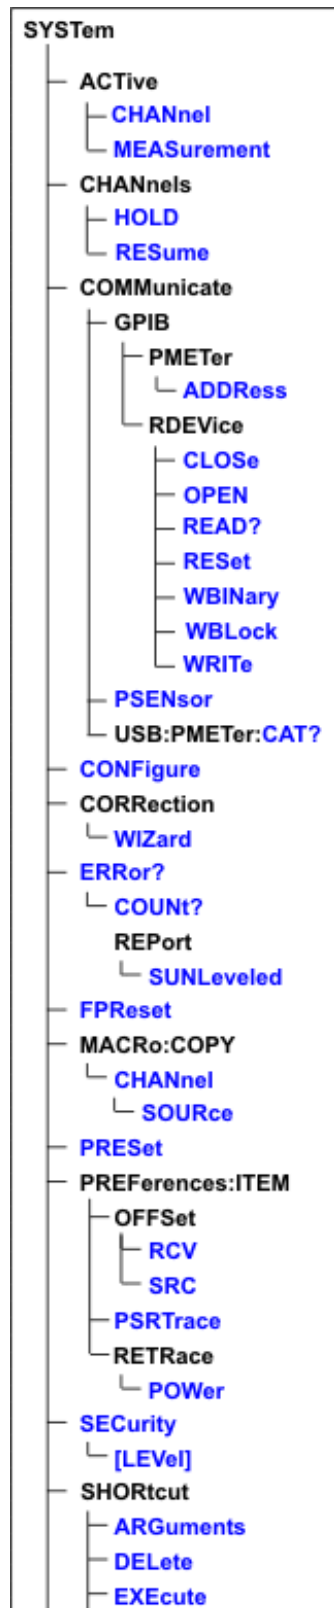 SYSTem
ACTive
CHANnel
MEASurement
CHANnels
HOLD
RESume
COMMunicate
GPIB
PMETer
ADDRess
RDEVice
CLOSe
OPEN
READ?
RESet
WBINary
WBLock
WRITe
PSENsor
USB:PMETer:CAT?
CONFigure
CORRection
WIZard
ERRor?
COUNt?
REPort
SUNLeveled
FPReset
MACRo:COPY
CHANnel
SOURce
PRESet
PREFerences:ITEM
OFFSet
RCV
SRC
PSRTrace
RETRace
POWer
SECurity
[LEVel]
SHORtcut
ARGuments
DELete
EXEcute